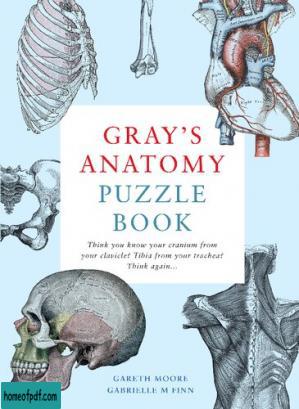 GRAY'S
ANATOMY
PUZZLE
BOOK
Think you know your cranium from
your clavicle? Tibia from your trachea?
Think again...
GARETH MOORE
GABRIELLE M FINN
homeofpdf.com